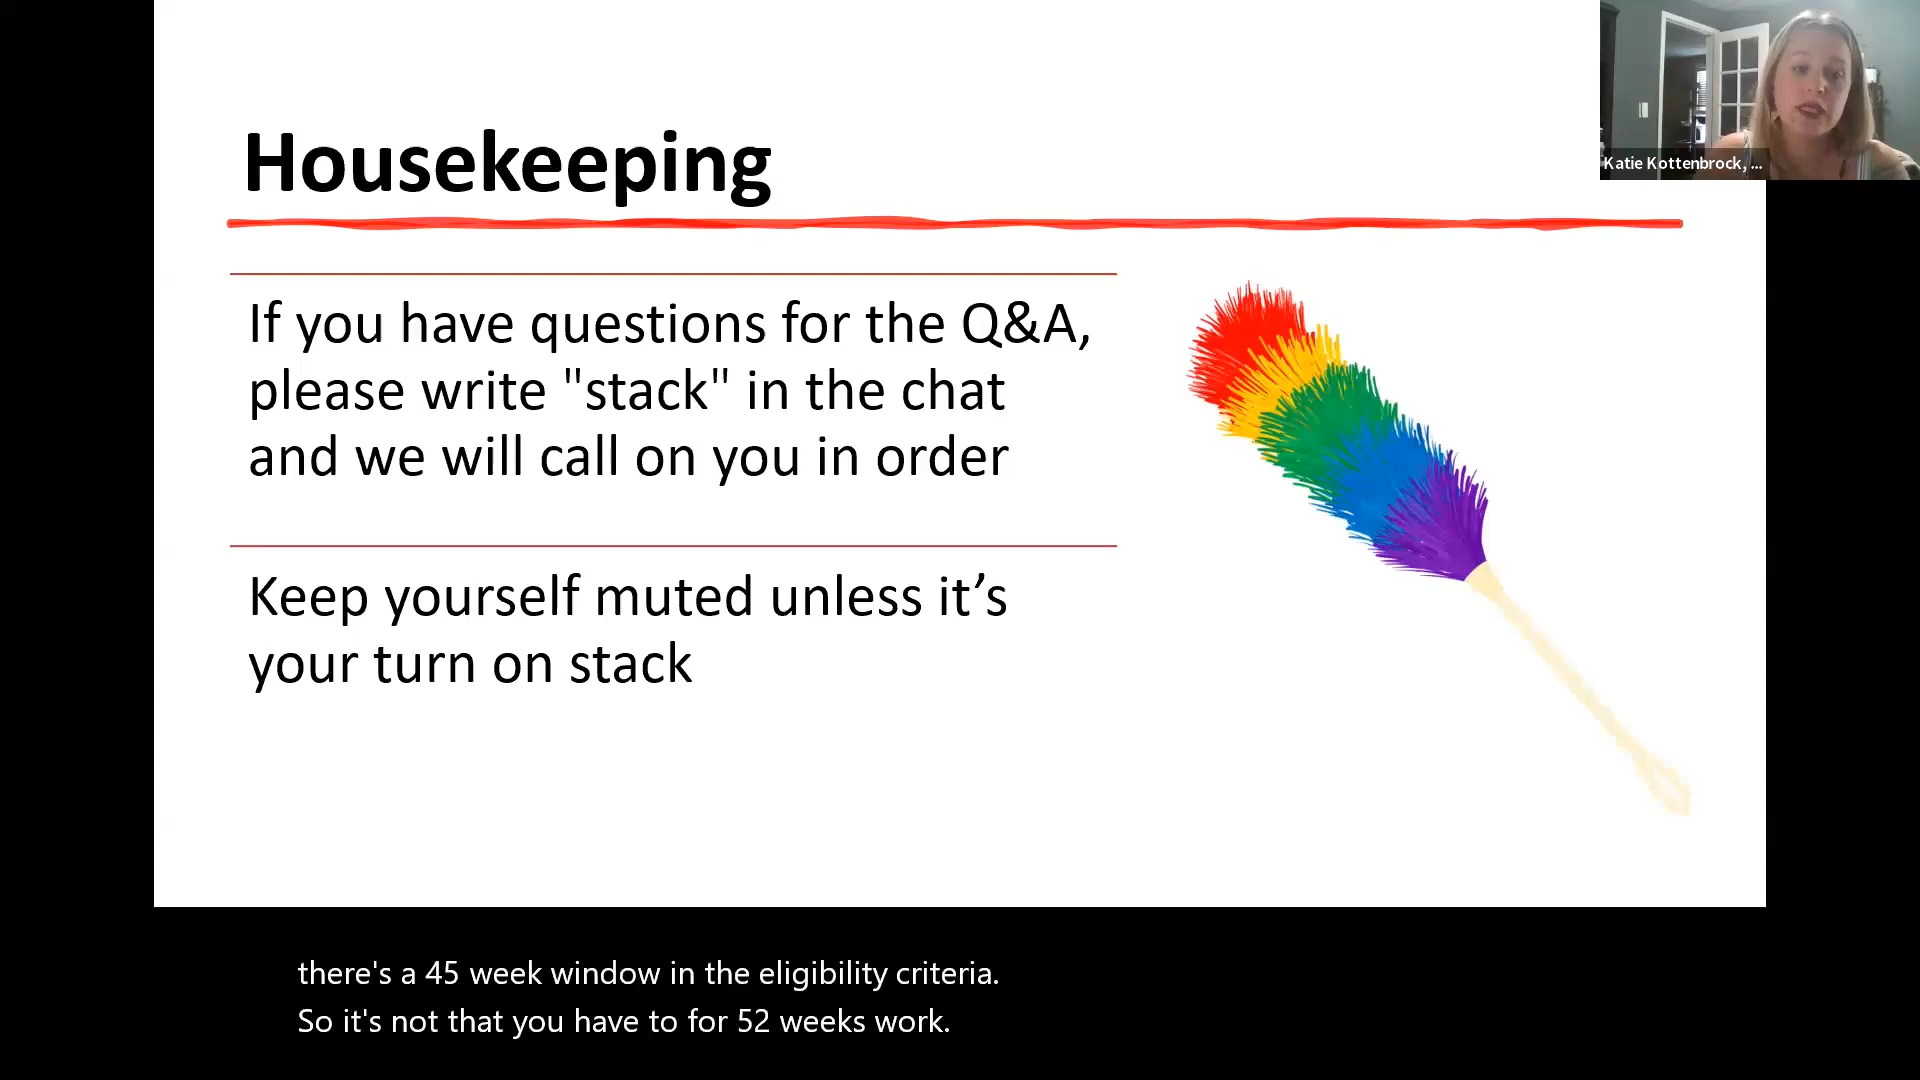 Housekeeping
Katie Kottenbrock, ...
If you have questions for the Q&A,
please write "stack" in the chat
and we will call on you in order
Keep yourself muted unless it’s
your turn on stack
there's a 45 week window in the eligibility criteria.
So it's not that you have to for 52 weeks work.